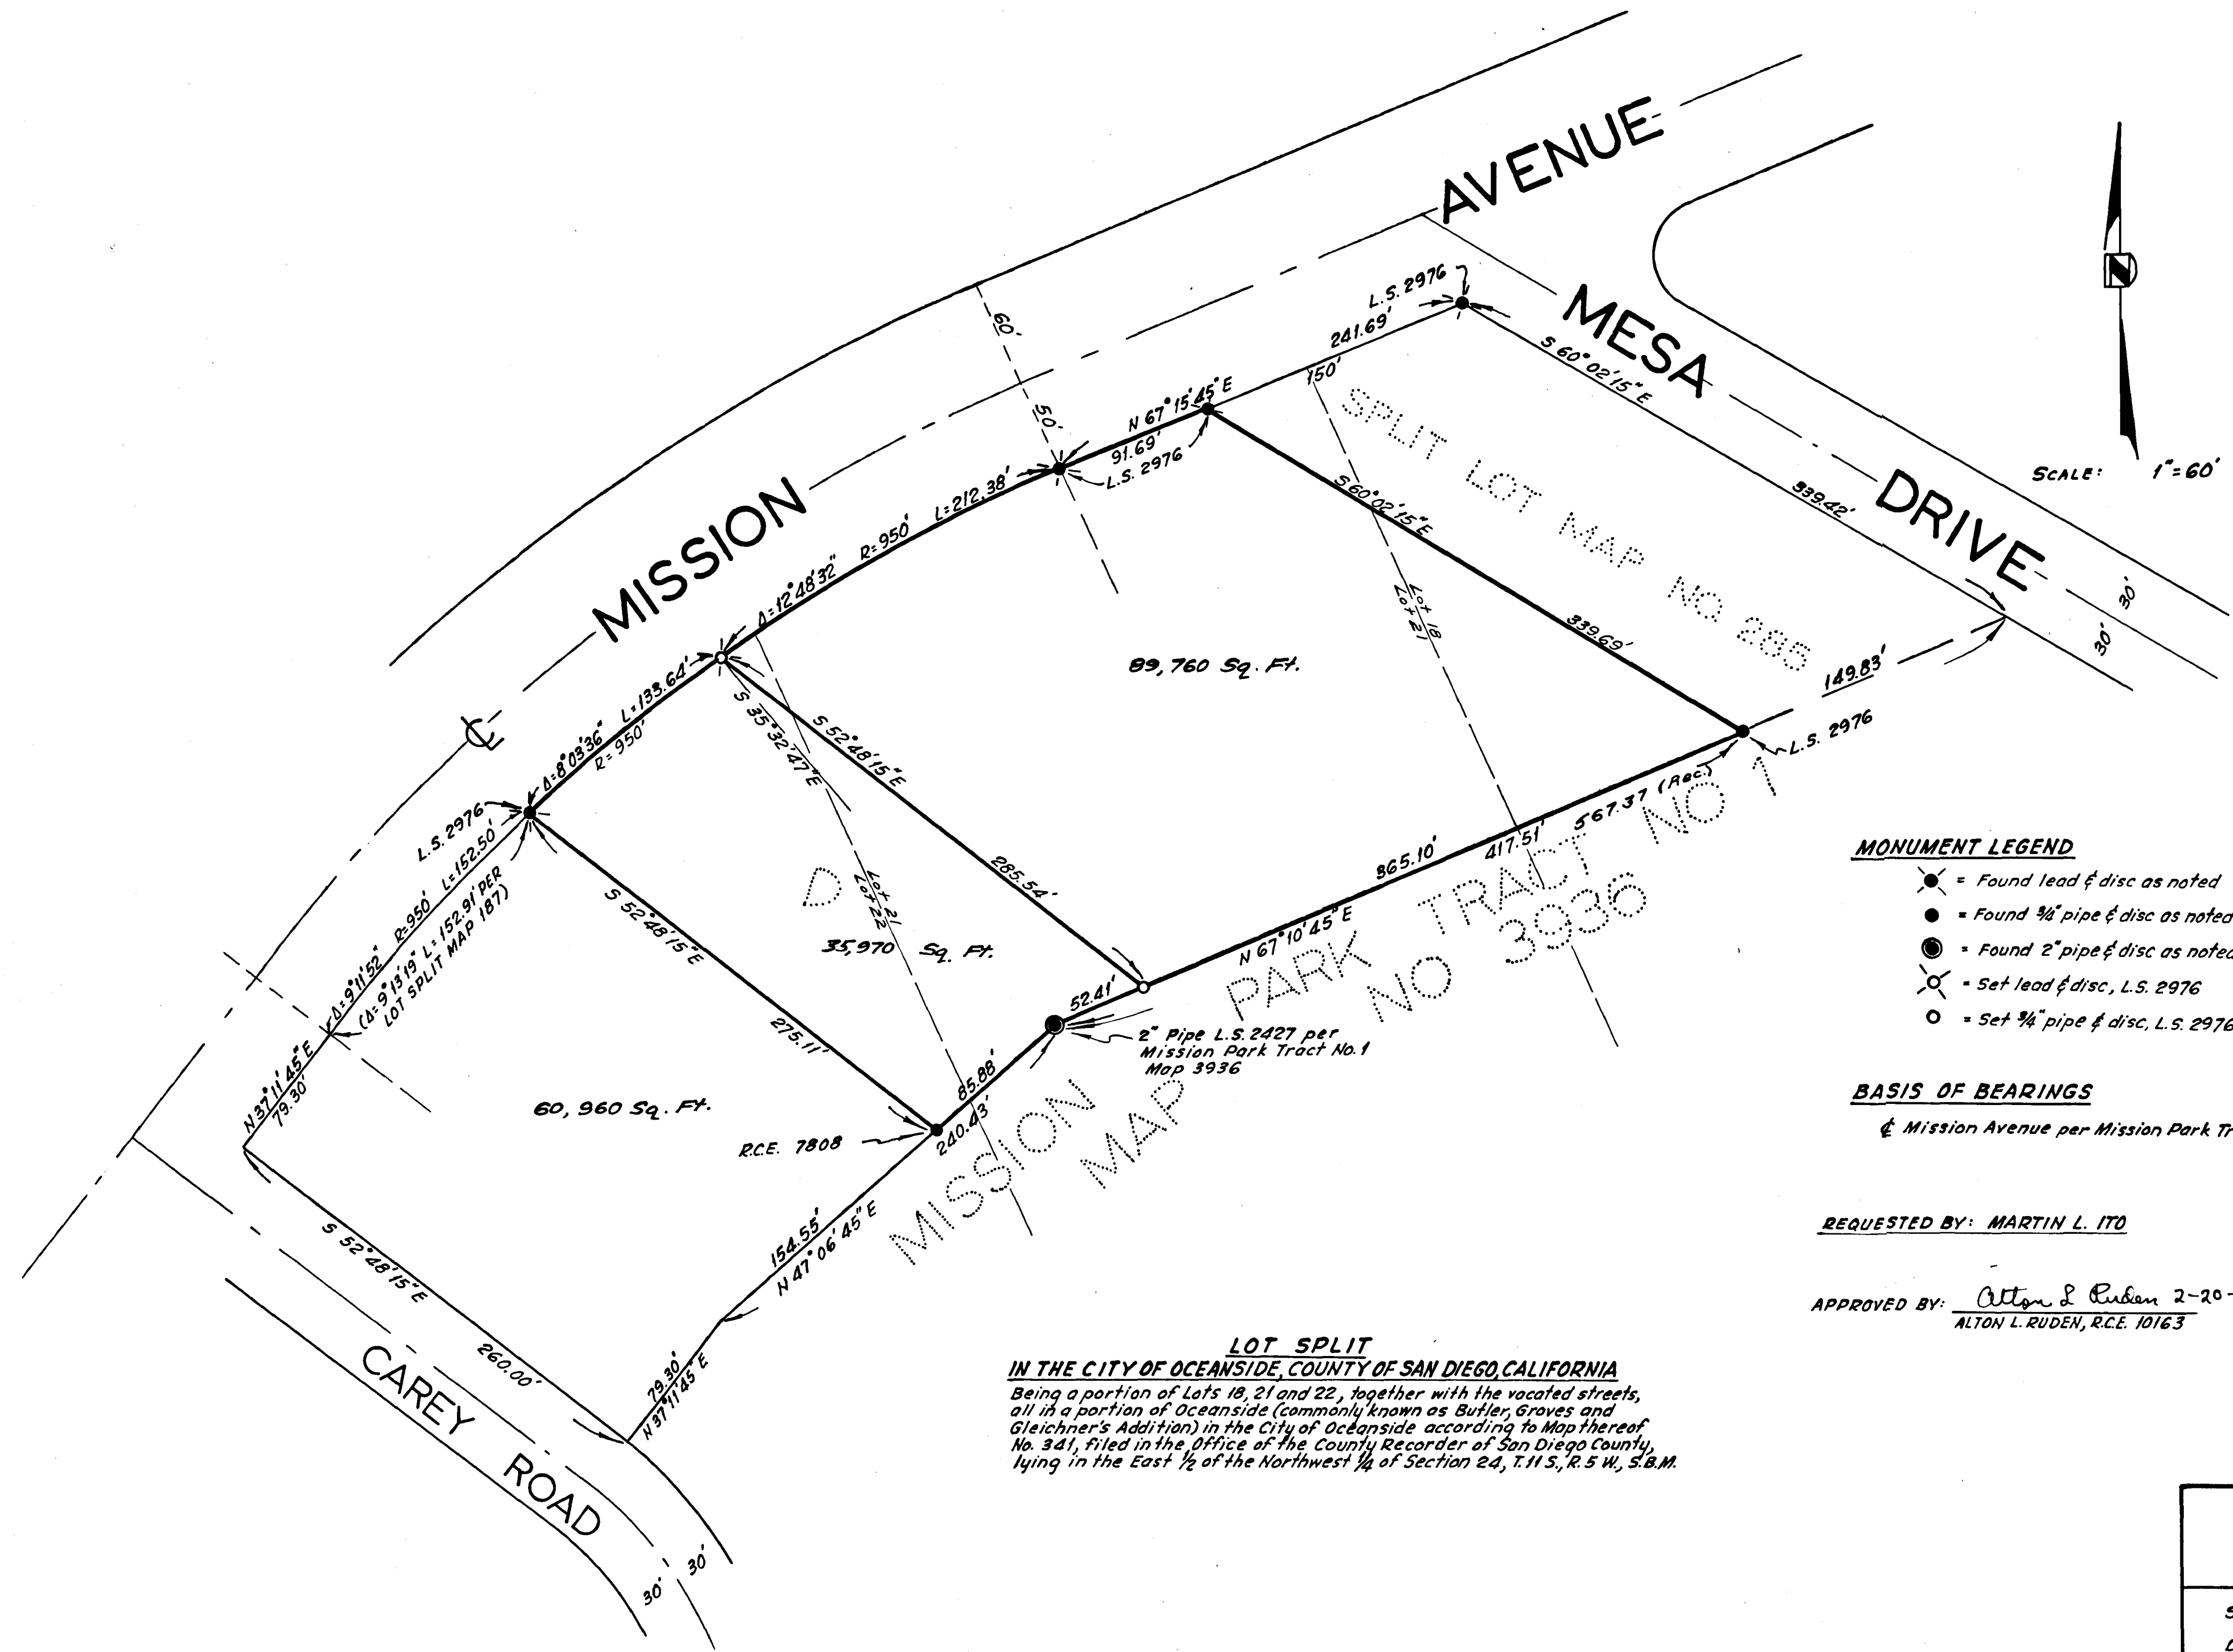 MISSION
AVENUE
MESA
DRIVE
30'
30'
SCALE: 1"=60'
60'
50'
L.S. 2976
241.69'
150'
N 67°15'45" E
91.69'
L.S. 2976
S 60°02'15" E
339.42'
SPLIT LOT MAP NO. 285
S 60°02'15" E
339.69'
149.83'
L.S. 2976
Δ=12°48'32" R=950' L=212.38'
Lot 18
Lot 21
89,760 Sq. Ft.
Δ=8°03'36" L=133.64'
R=950'
S 35°32'47" E
S 52°48'15" E
285.54'
℄
L.S. 2976
Δ=9°11'52" R=950' L=152.50'
(Δ=9°13'19" L=152.91' PER
LOT SPLIT MAP 187)
N 37°11'45" E
79.30'
S 52°48'15" E
275.11'
D
Lot 21
Lot 22
35,970 Sq. Ft.
52.41'
365.10'
417.51'
567.37 (Rec.)
N 67°10'45" E
2" Pipe L.S. 2427 per
Mission Park Tract No. 1
Map 3936
MISSION PARK TRACT NO 1
MAP NO 3936
60,960 Sq. Ft.
R.C.E. 7808
85.88'
240.43'
154.55'
N 47°06'45" E
79.30'
N 37°11'45" E
S 52°48'15" E
260.00'
CAREY ROAD
30'
30'
MONUMENT LEGEND
= Found lead & disc as noted
= Found 3/4" pipe & disc as noted
= Found 2" pipe & disc as noted
= Set lead & disc, L.S. 2976
= Set 3/4" pipe & disc, L.S. 2976
BASIS OF BEARINGS
℄ Mission Avenue per Mission Park Tr
REQUESTED BY: MARTIN L. ITO
APPROVED BY: Alton L Ruden 2-20-
ALTON L. RUDEN, R.C.E. 10163
LOT SPLIT
IN THE CITY OF OCEANSIDE, COUNTY OF SAN DIEGO, CALIFORNIA
Being a portion of Lots 18, 21 and 22, together with the vacated streets,
all in a portion of Oceanside (commonly known as Butler, Groves and
Gleichner's Addition) in the City of Oceanside according to Map thereof
No. 341, filed in the Office of the County Recorder of San Diego County,
lying in the East 1/2 of the Northwest 1/4 of Section 24, T. 11 S., R. 5 W., S.B.M.